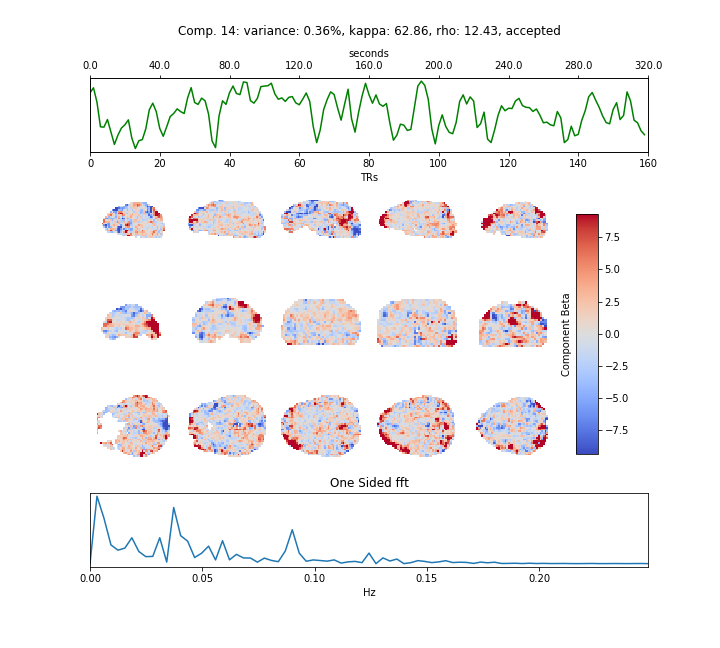 Comp. 14: variance: 0.36%, kappa: 62.86, rho: 12.43, accepted
seconds
0.0 40.0 80.0 120.0 160.0 200.0 240.0 280.0 320.0
0 20 40 60 80 100 120 140 160
TRs
7.5
5.0
2.5
0.0
−2.5
−5.0
−7.5
Component Beta
One Sided fft
0.00 0.05 0.10 0.15 0.20
Hz